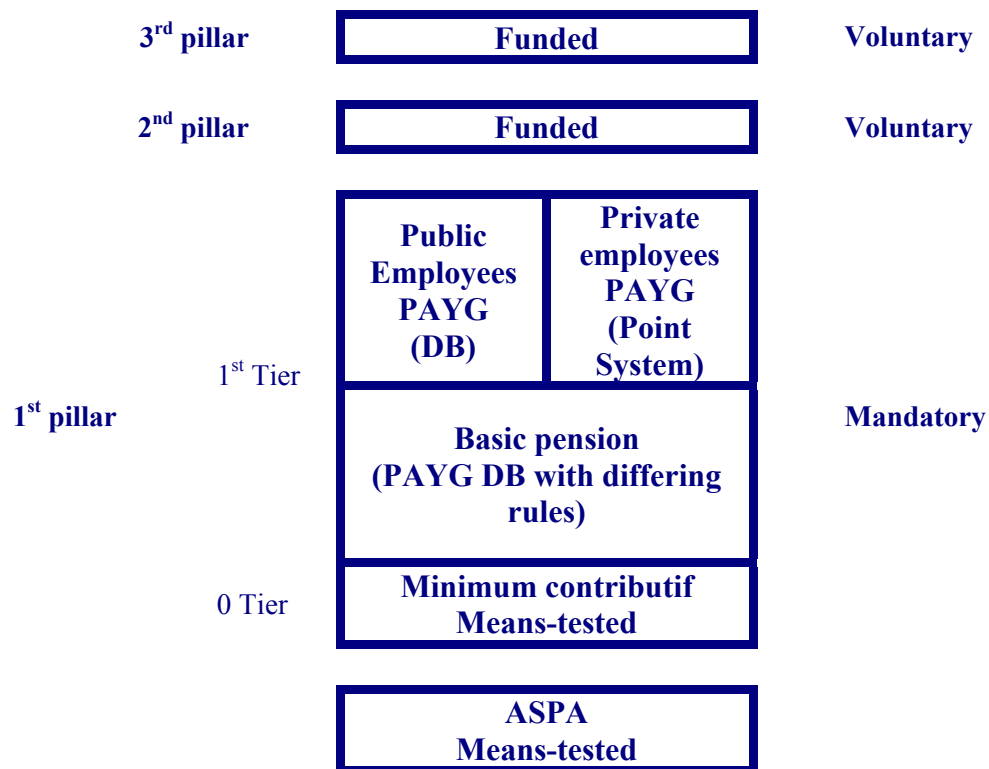 3rd pillar
Funded
Voluntary
2nd pillar
Funded
Voluntary
Public
Employees
PAYG
(DB)
Private
employees
PAYG
(Point
System)
1st Tier
1st pillar
Mandatory
Basic pension
(PAYG DB with differing
rules)
0 Tier
Minimum contributif
Means-tested
ASPA
Means-tested